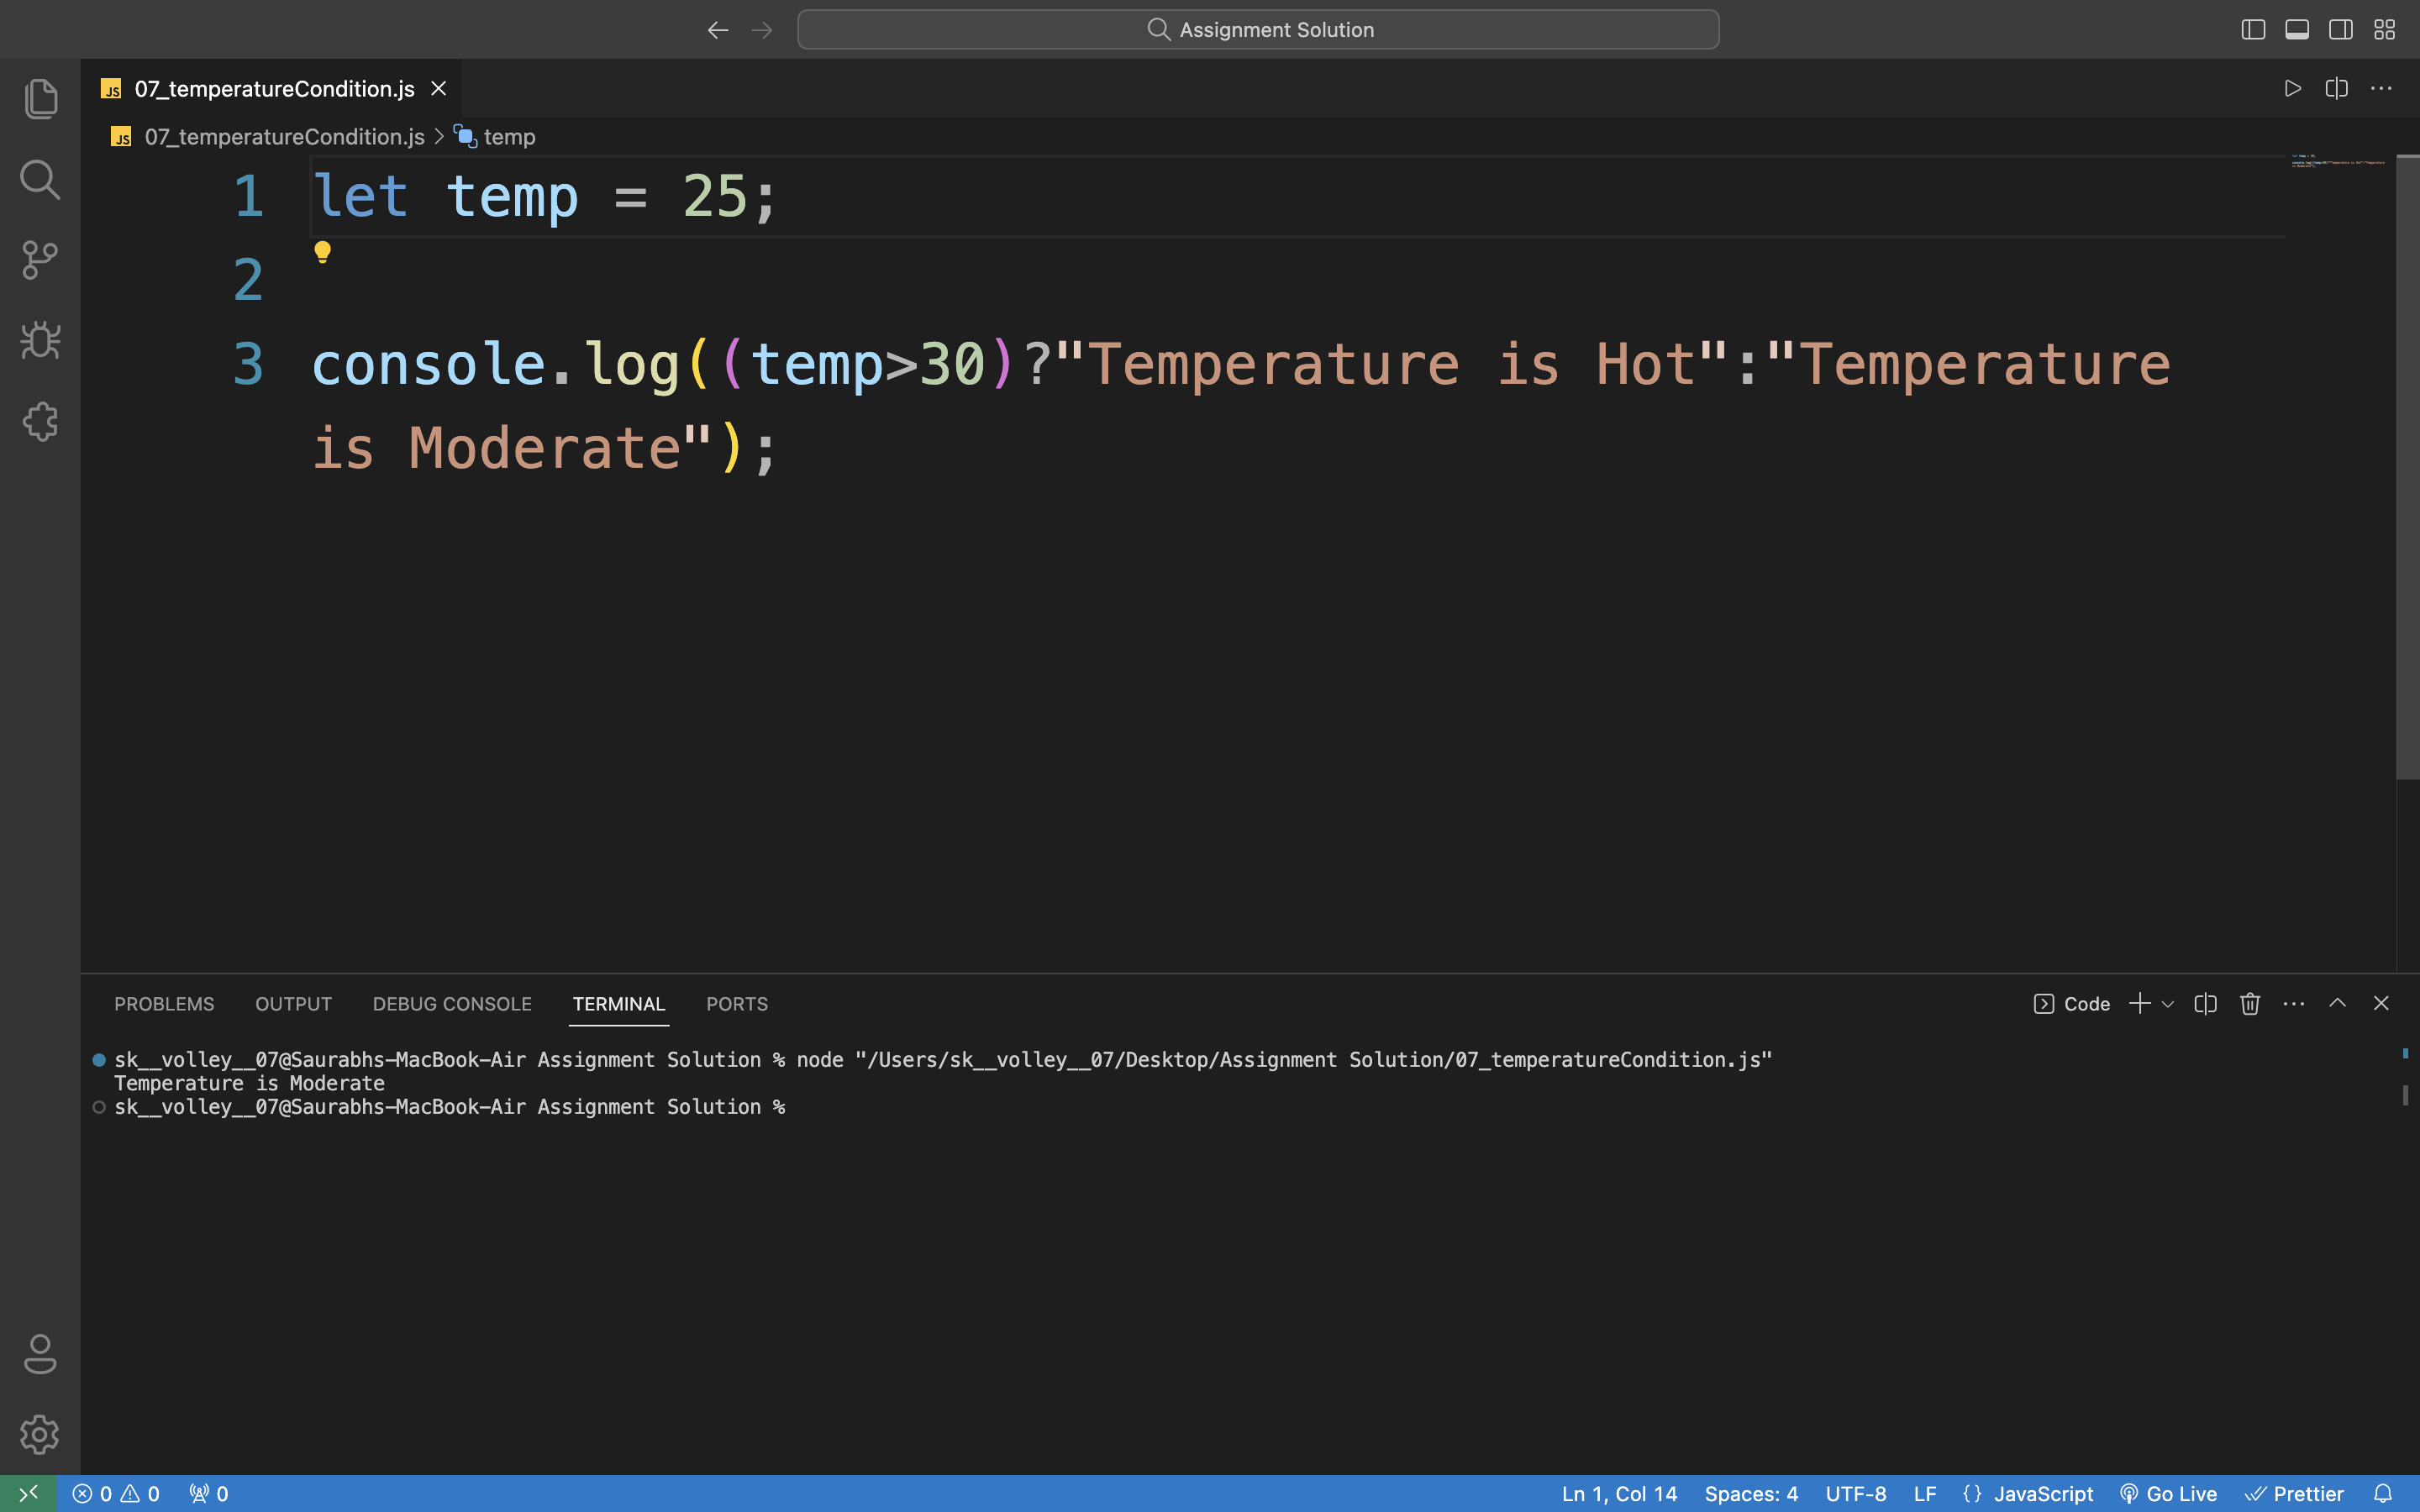 Assignment Solution
JS 07_temperatureCondition.js
JS 07_temperatureCondition.js > temp
1 let temp = 25;
2
3 console.log((temp>30)?"Temperature is Hot":"Temperature
is Moderate");
PROBLEMS OUTPUT DEBUG CONSOLE TERMINAL PORTS Code
sk__volley__07@Saurabhs-MacBook-Air Assignment Solution % node "/Users/sk__volley__07/Desktop/Assignment Solution/07_temperatureCondition.js"
Temperature is Moderate
sk__volley__07@Saurabhs-MacBook-Air Assignment Solution %
0 0 0 Ln 1, Col 14 Spaces: 4 UTF-8 LF {} JavaScript Go Live Prettier